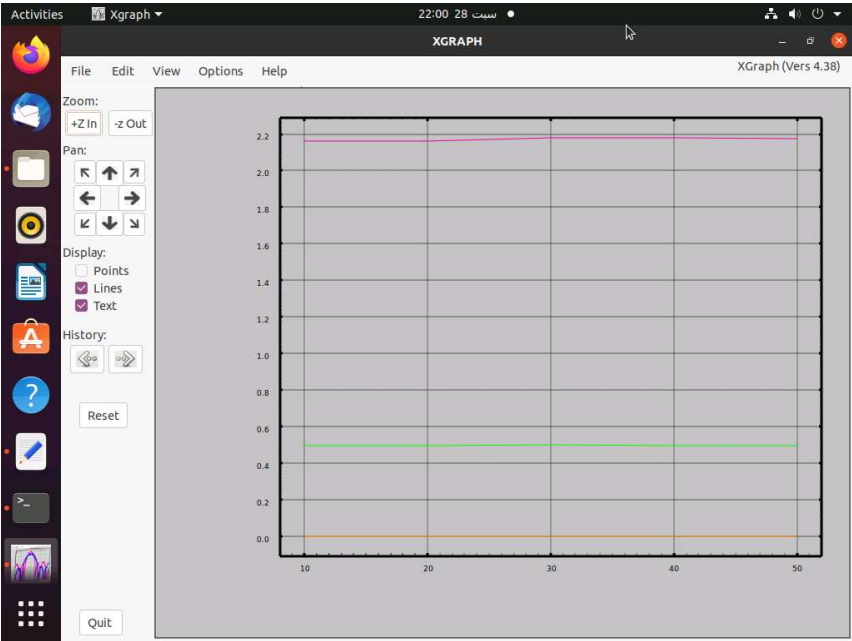 Activities Xgraph 22:00 28 سبت
XGRAPH
File Edit View Options Help XGraph (Vers 4.38)
Zoom:
+Z In -z Out
Pan:
Display:
Points
Lines
Text
History:
Reset
Quit
2.2
2.0
1.8
1.6
1.4
1.2
1.0
0.8
0.6
0.4
0.2
0.0
10 20 30 40 50